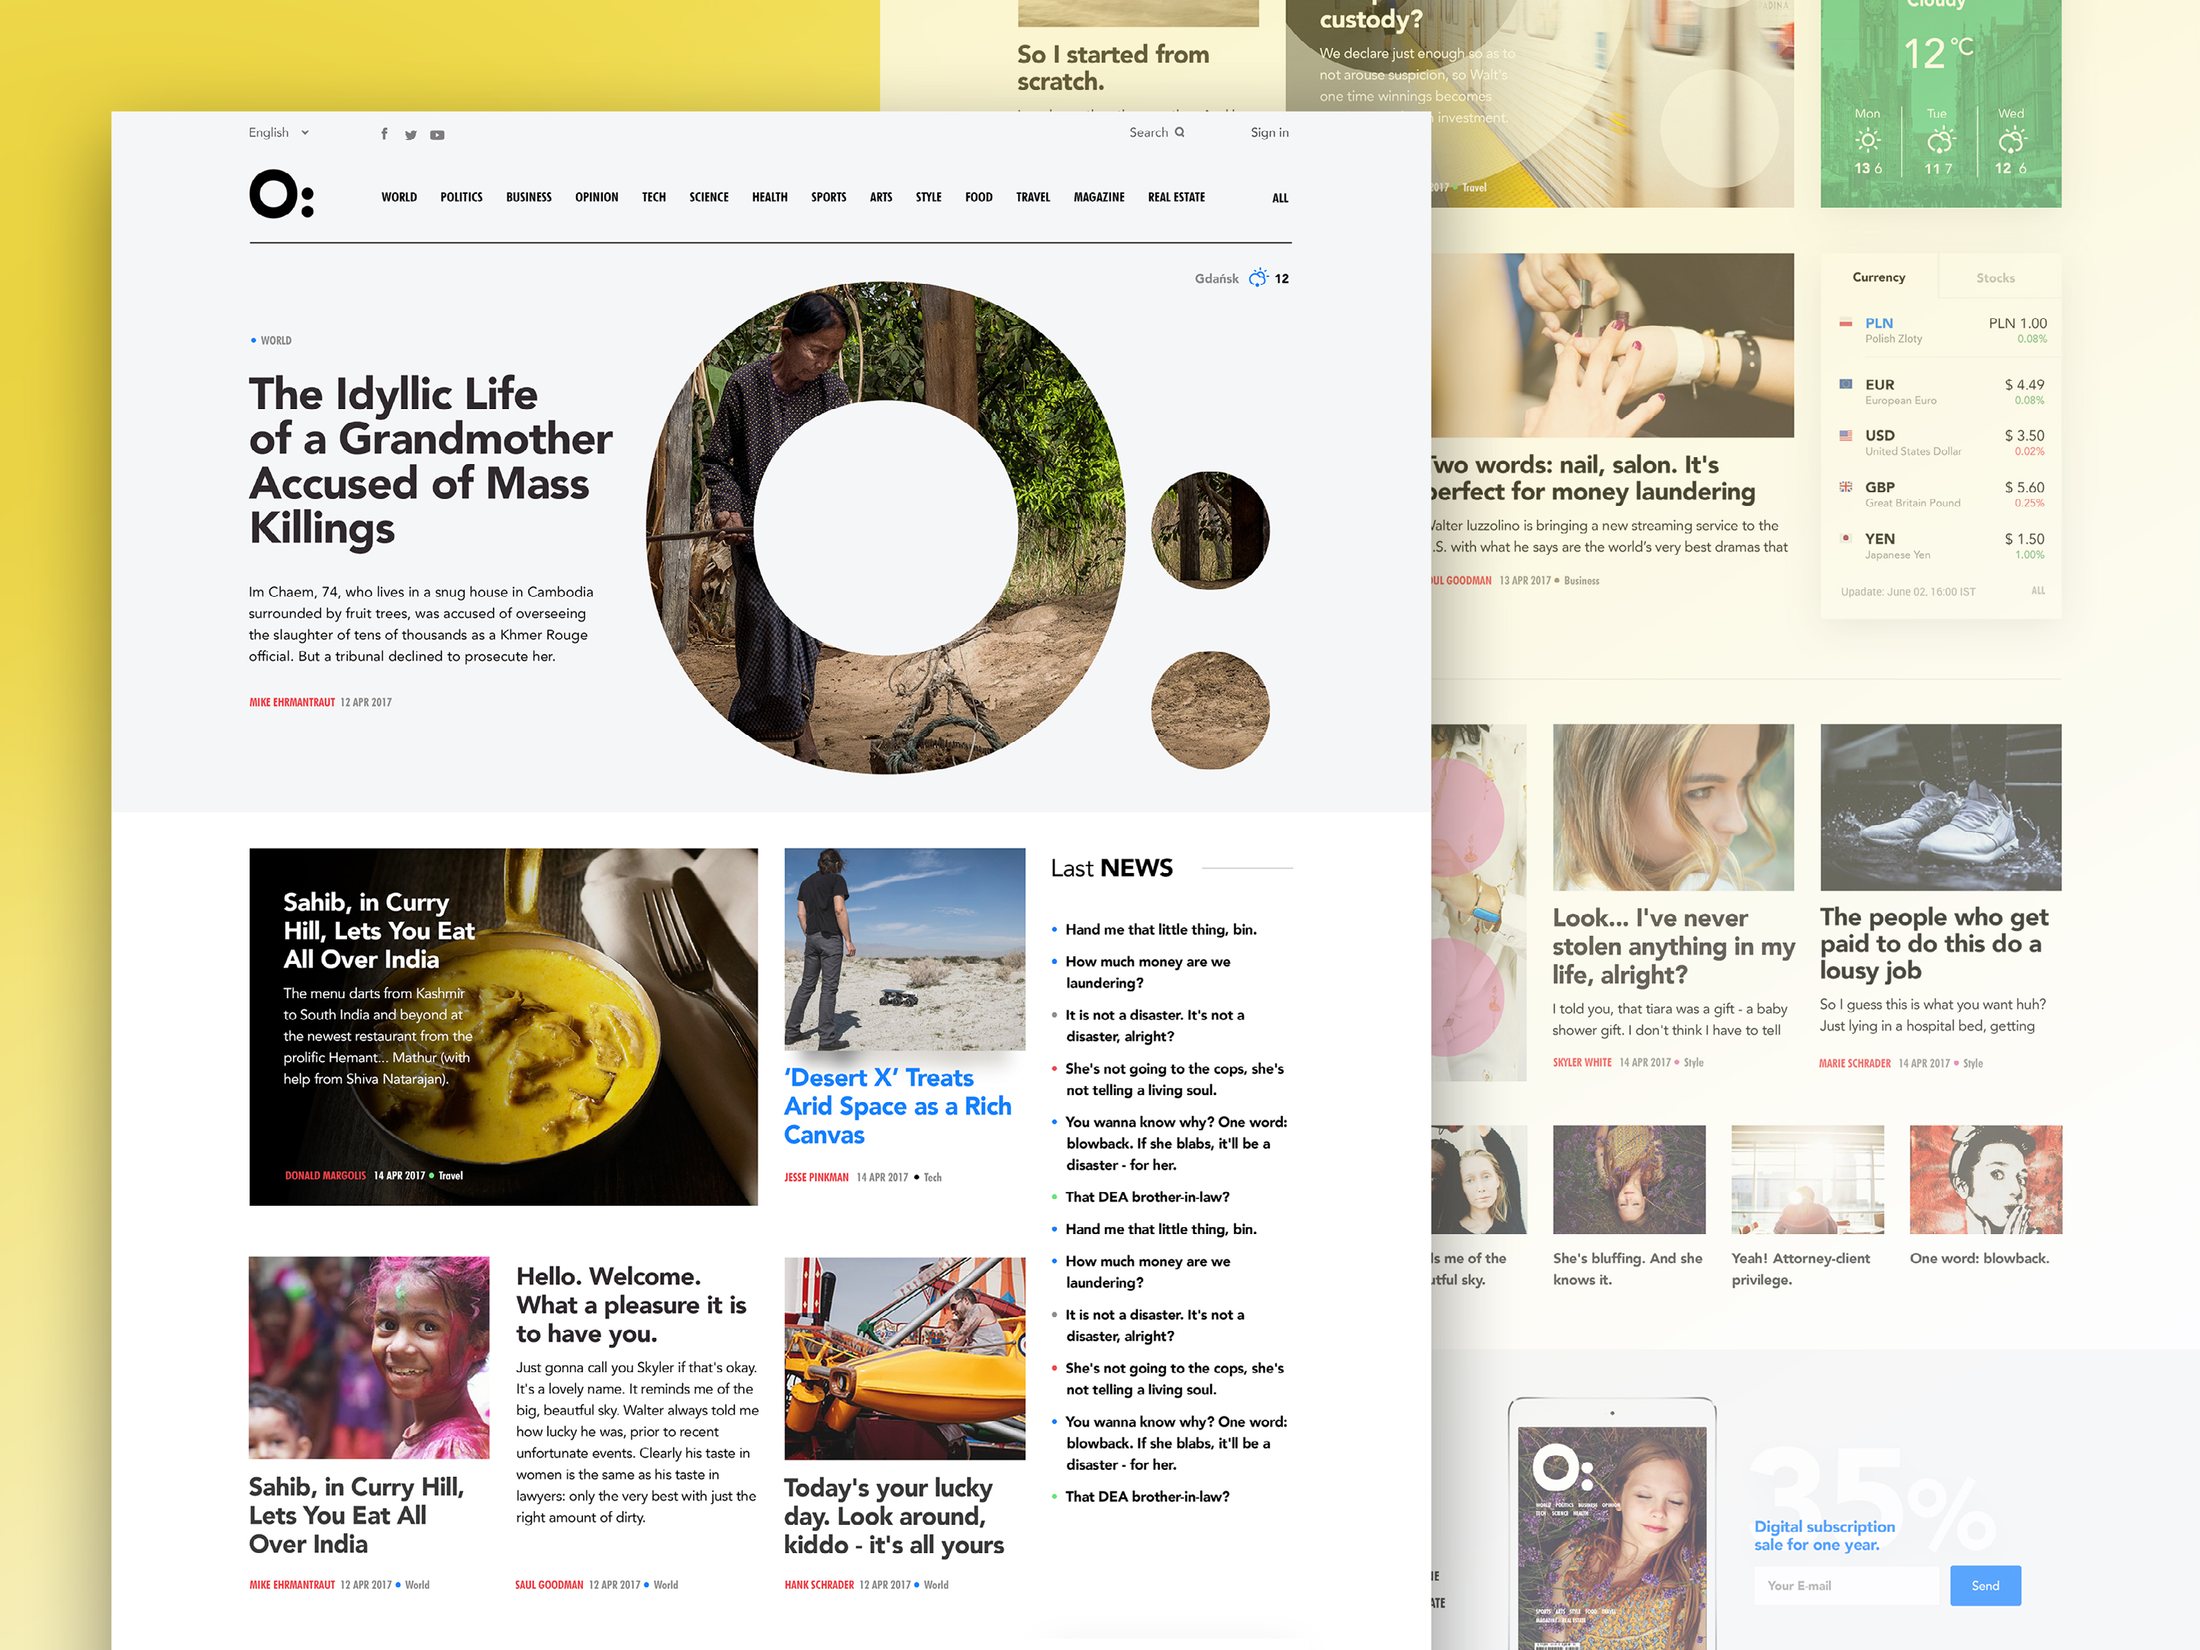 English
Search
Sign in
O:
WORLD POLITICS BUSINESS OPINION TECH SCIENCE HEALTH SPORTS ARTS STYLE FOOD TRAVEL MAGAZINE REAL ESTATE ALL
Gdańsk 12
• WORLD
The Idyllic Life
of a Grandmother
Accused of Mass
Killings
Im Chaem, 74, who lives in a snug house in Cambodia
surrounded by fruit trees, was accused of overseeing
the slaughter of tens of thousands as a Khmer Rouge
official. But a tribunal declined to prosecute her.
MIKE EHRMANTRAUT 12 APR 2017
Sahib, in Curry
Hill, Lets You Eat
All Over India
The menu darts from Kashmir
to South India and beyond at
the newest restaurant from the
prolific Hemant... Mathur (with
help from Shiva Natarajan).
DONALD MARGOLIS 14 APR 2017 • Travel
‘Desert X’ Treats
Arid Space as a Rich
Canvas
JESSE PINKMAN 14 APR 2017 • Tech
Last NEWS
• Hand me that little thing, bin.
• How much money are we
laundering?
• It is not a disaster. It's not a
disaster, alright?
• She's not going to the cops, she's
not telling a living soul.
• You wanna know why? One word:
blowback. If she blabs, it'll be a
disaster - for her.
• That DEA brother-in-law?
• Hand me that little thing, bin.
• How much money are we
laundering?
• It is not a disaster. It's not a
disaster, alright?
• She's not going to the cops, she's
not telling a living soul.
• You wanna know why? One word:
blowback. If she blabs, it'll be a
disaster - for her.
• That DEA brother-in-law?
Sahib, in Curry Hill,
Lets You Eat All
Over India
MIKE EHRMANTRAUT 12 APR 2017 • World
Hello. Welcome.
What a pleasure it is
to have you.
Just gonna call you Skyler if that's okay.
It's a lovely name. It reminds me of the
big, beautful sky. Walter always told me
how lucky he was, prior to recent
unfortunate events. Clearly his taste in
women is the same as his taste in
lawyers: only the very best with just the
right amount of dirty.
SAUL GOODMAN 12 APR 2017 • World
Today's your lucky
day. Look around,
kiddo - it's all yours
HANK SCHRADER 12 APR 2017 • World
So I started from
scratch.
custody?
We declare just enough so as to
not arouse suspicion, so Walt's
one time winnings becomes
investment.
2017 • Travel
Cloudy
12 °C
Mon Tue Wed
13 6 11 7 12 6
Two words: nail, salon. It's
perfect for money laundering
Walter Iuzzolino is bringing a new streaming service to the
.S. with what he says are the world's very best dramas that
UL GOODMAN 13 APR 2017 • Business
Currency Stocks
PLN PLN 1.00
Polish Zloty 0.08%
EUR $ 4.49
European Euro 0.08%
USD $ 3.50
United States Dollar 0.02%
GBP $ 5.60
Great Britain Pound 0.25%
YEN $ 1.50
Japanese Yen 1.00%
Upadate: June 02, 16:00 IST ALL
Look... I've never
stolen anything in my
life, alright?
I told you, that tiara was a gift - a baby
shower gift. I don't think I have to tell
SKYLER WHITE 14 APR 2017 • Style
The people who get
paid to do this do a
lousy job
So I guess this is what you want huh?
Just lying in a hospital bed, getting
MARIE SCHRADER 14 APR 2017 • Style
ds me of the
utful sky.
She's bluffing. And she
knows it.
Yeah! Attorney-client
privilege.
One word: blowback.
O:
WORLD POLITICS BUSINESS OPINION
TECH SCIENCE HEALTH
SPORTS ARTS STYLE FOOD TRAVEL
MAGAZINE REAL ESTATE
35%
Digital subscription
sale for one year.
Your E-mail
Send